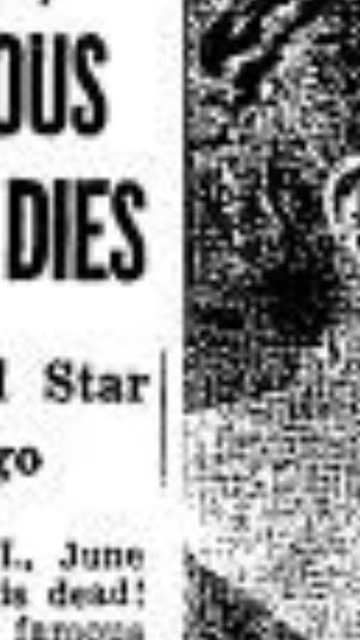 OUS
DIES
l Star
ro
I., June
is dead!
famous